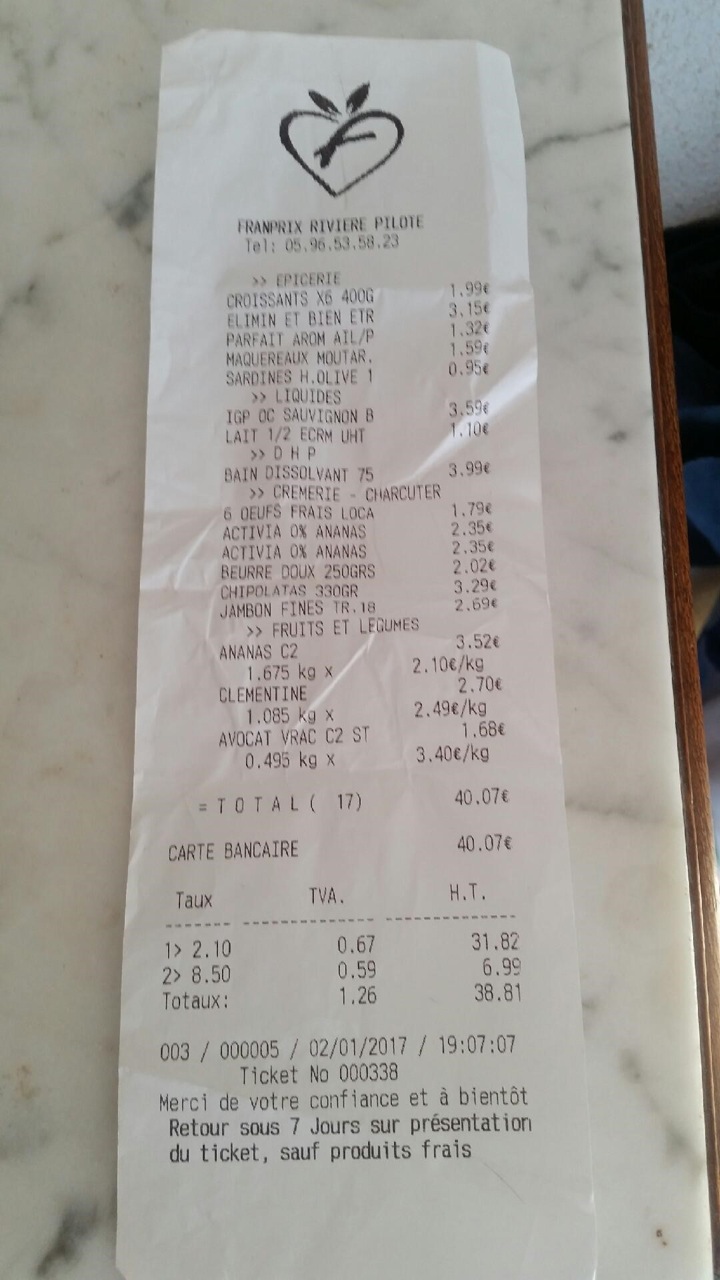 FRANPRIX RIVIERE PILOTE
Tel: 05.96.53.58.23
>> EPICERIE
CROISSANTS X6 400G 1.99€
ELIMIN ET BIEN ETR 3.15€
PARFAIT AROM AIL/P 1.32€
MAQUEREAUX MOUTAR. 1.59€
SARDINES H.OLIVE 1 0.95€
>> LIQUIDES
IGP OC SAUVIGNON B 3.59€
LAIT 1/2 ECRM UHT 1.10€
>> D H P
BAIN DISSOLVANT 75 3.99€
>> CREMERIE - CHARCUTER
6 OEUFS FRAIS LOCA 1.79€
ACTIVIA 0% ANANAS 2.35€
ACTIVIA 0% ANANAS 2.35€
BEURRE DOUX 250GRS 2.02€
CHIPOLATAS 330GR 3.29€
JAMBON FINES TR.18 2.69€
>> FRUITS ET LEGUMES
ANANAS C2 3.52€
1.675 kg x 2.10€/kg
CLEMENTINE 2.70€
1.085 kg x 2.49€/kg
AVOCAT VRAC C2 ST 1.68€
0.495 kg x 3.40€/kg
= T O T A L ( 17) 40.07€
CARTE BANCAIRE 40.07€
Taux TVA. H.T.
1> 2.10 0.67 31.82
2> 8.50 0.59 6.99
Totaux: 1.26 38.81
003 / 000005 / 02/01/2017 / 19:07:07
Ticket No 000338
Merci de votre confiance et à bientôt
Retour sous 7 Jours sur présentation
du ticket, sauf produits frais